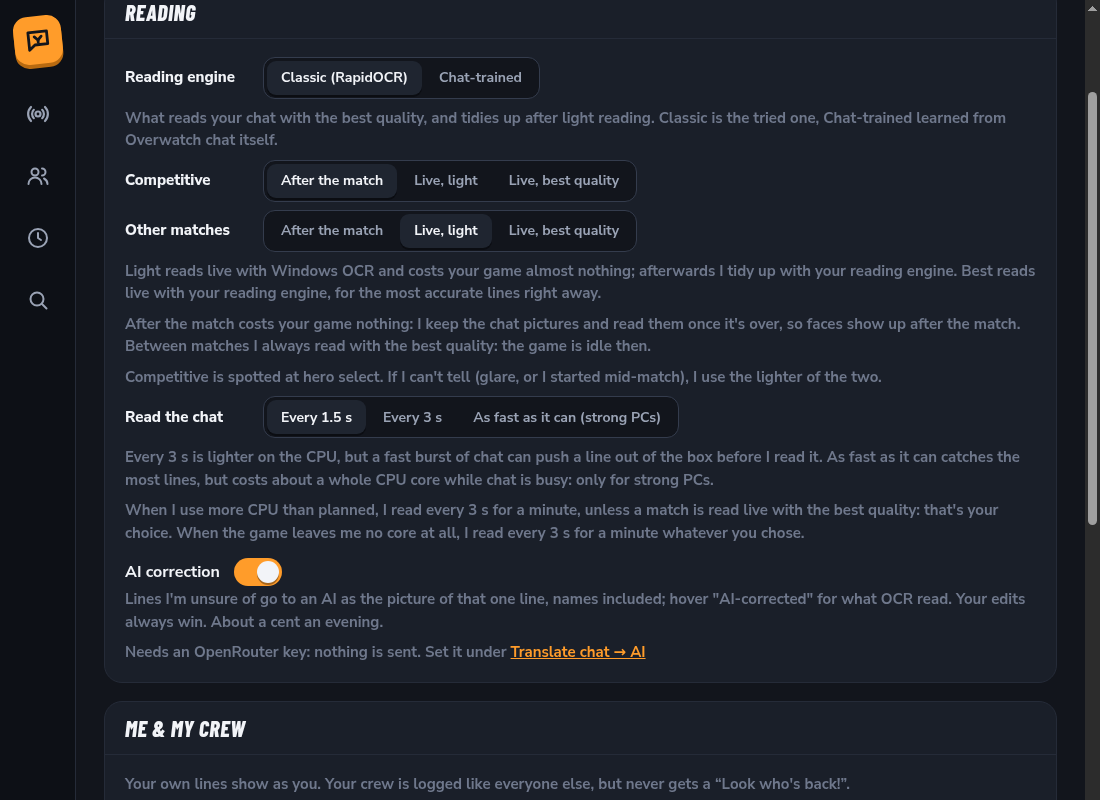 READING
Reading engine
Classic (RapidOCR) Chat-trained
What reads your chat with the best quality, and tidies up after light reading. Classic is the tried one, Chat-trained learned from
Overwatch chat itself.
Competitive
After the match Live, light Live, best quality
Other matches
After the match Live, light Live, best quality
Light reads live with Windows OCR and costs your game almost nothing; afterwards I tidy up with your reading engine. Best reads
live with your reading engine, for the most accurate lines right away.
After the match costs your game nothing: I keep the chat pictures and read them once it's over, so faces show up after the match.
Between matches I always read with the best quality: the game is idle then.
Competitive is spotted at hero select. If I can't tell (glare, or I started mid-match), I use the lighter of the two.
Read the chat
Every 1.5 s Every 3 s As fast as it can (strong PCs)
Every 3 s is lighter on the CPU, but a fast burst of chat can push a line out of the box before I read it. As fast as it can catches the
most lines, but costs about a whole CPU core while chat is busy: only for strong PCs.
When I use more CPU than planned, I read every 3 s for a minute, unless a match is read live with the best quality: that's your
choice. When the game leaves me no core at all, I read every 3 s for a minute whatever you chose.
AI correction
Lines I'm unsure of go to an AI as the picture of that one line, names included; hover "AI-corrected" for what OCR read. Your edits
always win. About a cent an evening.
Needs an OpenRouter key: nothing is sent. Set it under Translate chat → AI
ME & MY CREW
Your own lines show as you. Your crew is logged like everyone else, but never gets a “Look who's back!”.